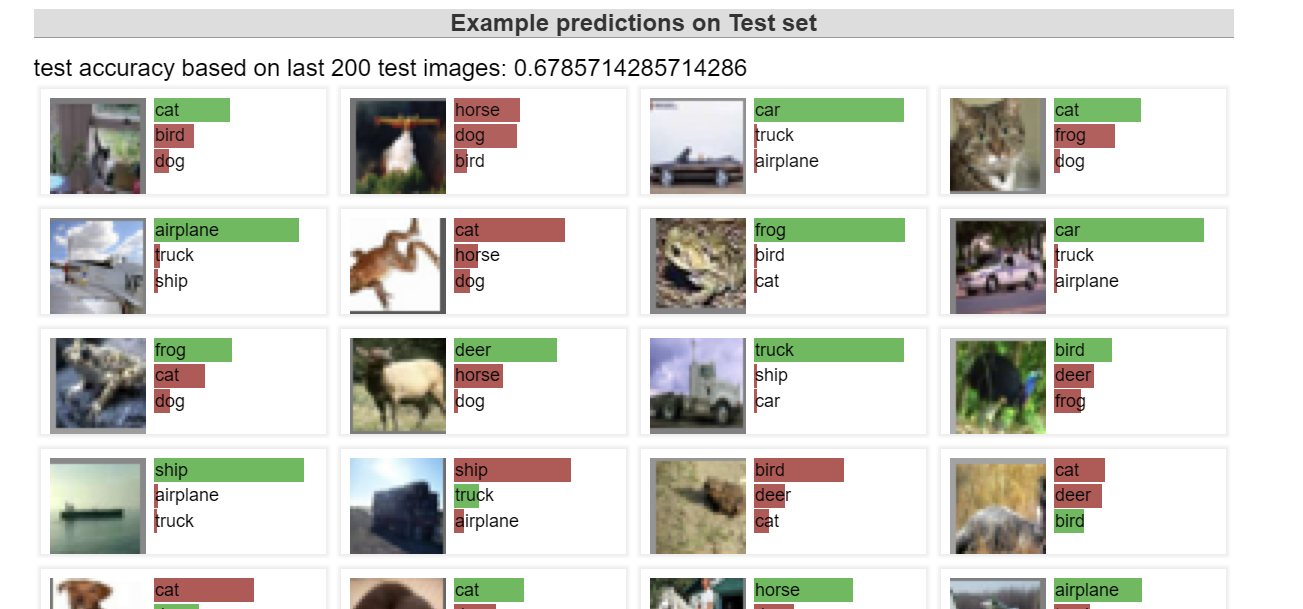 Example predictions on Test set
test accuracy based on last 200 test images: 0.6785714285714286
cat
bird
dog
horse
dog
bird
car
truck
airplane
cat
frog
dog
airplane
truck
ship
cat
horse
dog
frog
bird
cat
car
truck
airplane
frog
cat
dog
deer
horse
dog
truck
ship
car
bird
deer
frog
ship
airplane
truck
ship
truck
airplane
bird
deer
cat
cat
deer
bird
cat
cat
horse
airplane